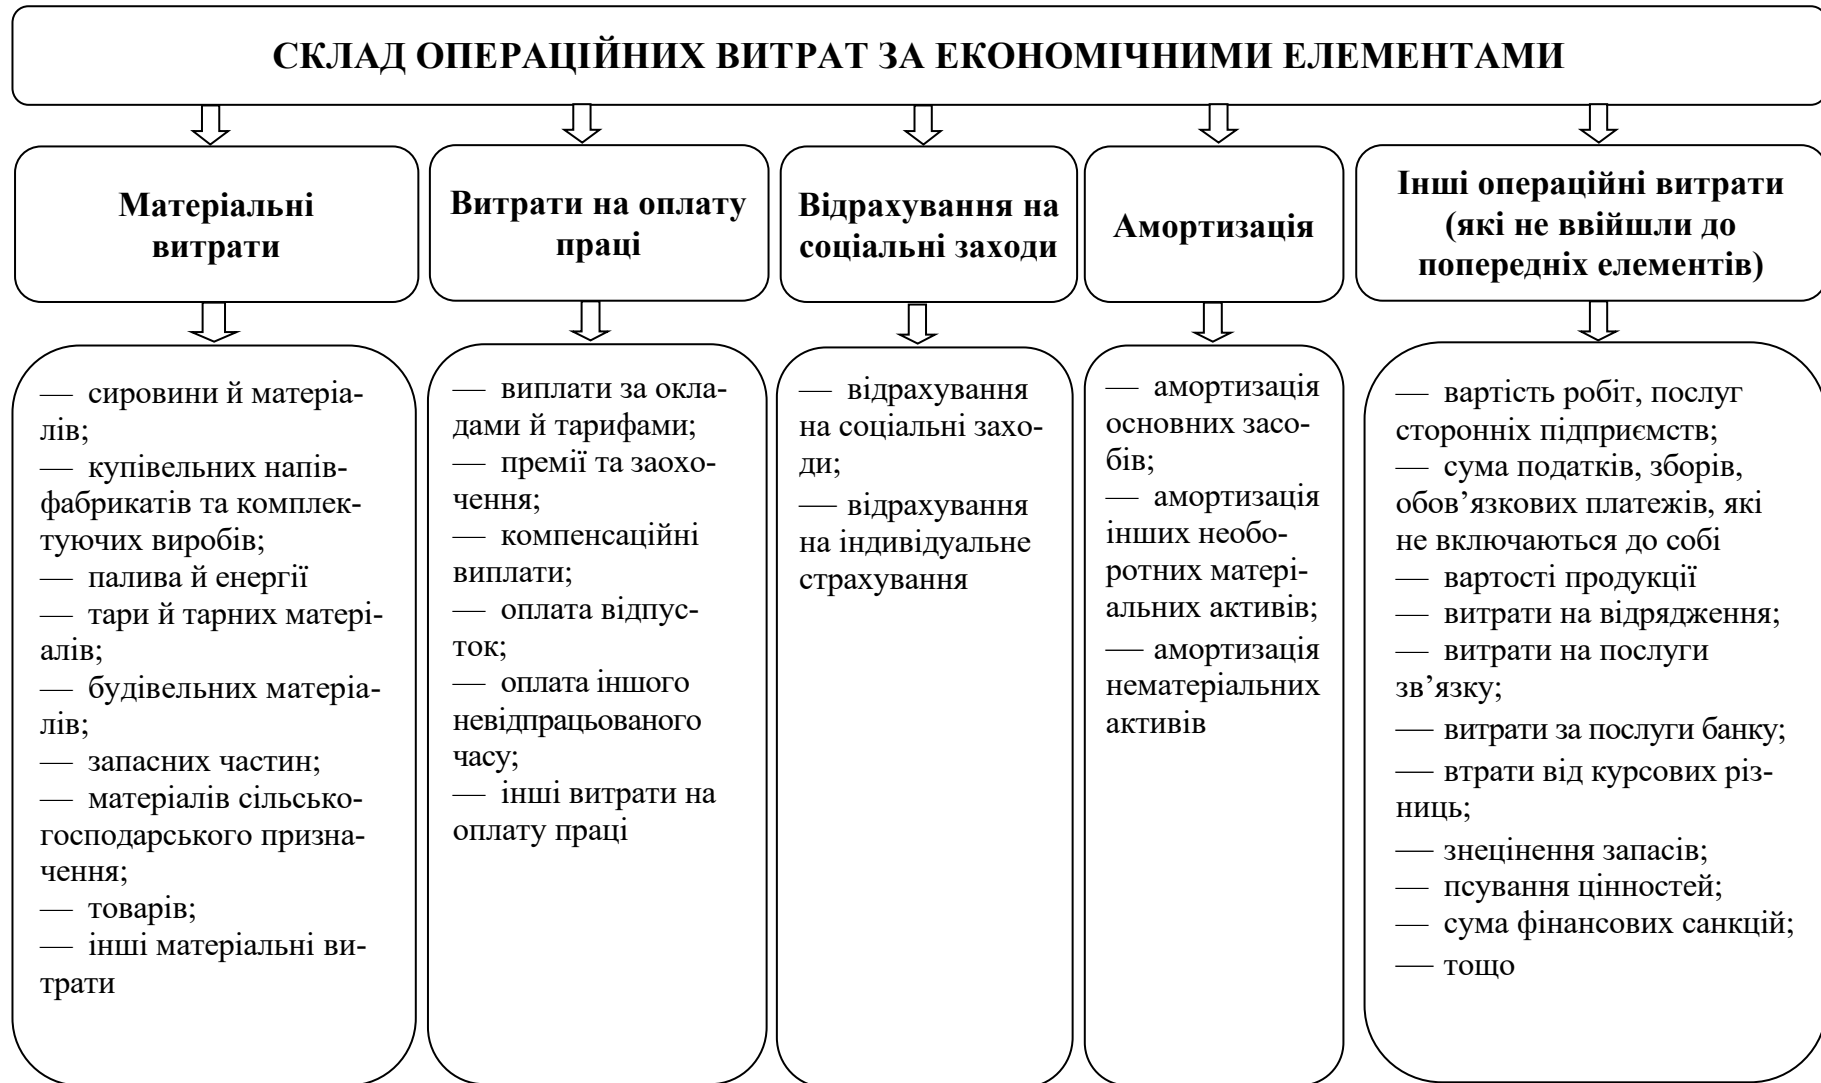 СКЛАД ОПЕРАЦІЙНИХ ВИТРАТ ЗА ЕКОНОМІЧНИМИ ЕЛЕМЕНТАМИ
Матеріальні
витрати
Витрати на оплату
праці
Відрахування на
соціальні заходи
Амортизація
Інші операційні витрати
(які не ввійшли до
попередніх елементів)
— сировини й матеріа-
лів;
— купівельних напів-
фабрикатів та комплек-
туючих виробів;
— палива й енергії
— тари й тарних матері-
алів;
— будівельних матеріа-
лів;
— запасних частин;
— матеріалів сільсько-
господарського призна-
чення;
— товарів;
— інші матеріальні ви-
трати
— виплати за окла-
дами й тарифами;
— премії та заохо-
чення;
— компенсаційні
виплати;
— оплата відпус-
ток;
— оплата іншого
невідпрацьованого
часу;
— інші витрати на
оплату праці
— відрахування
на соціальні захо-
ди;
— відрахування
на індивідуальне
страхування
— амортизація
основних засо-
бів;
— амортизація
інших необо-
ротних матері-
альних активів;
— амортизація
нематеріальних
активів
— вартість робіт, послуг
сторонніх підприємств;
— сума податків, зборів,
обов’язкових платежів, які
не включаються до собі
— вартості продукції
— витрати на відрядження;
— витрати на послуги
зв’язку;
— витрати за послуги банку;
— втрати від курсових різ-
ниць;
— знецінення запасів;
— псування цінностей;
— сума фінансових санкцій;
— тощо